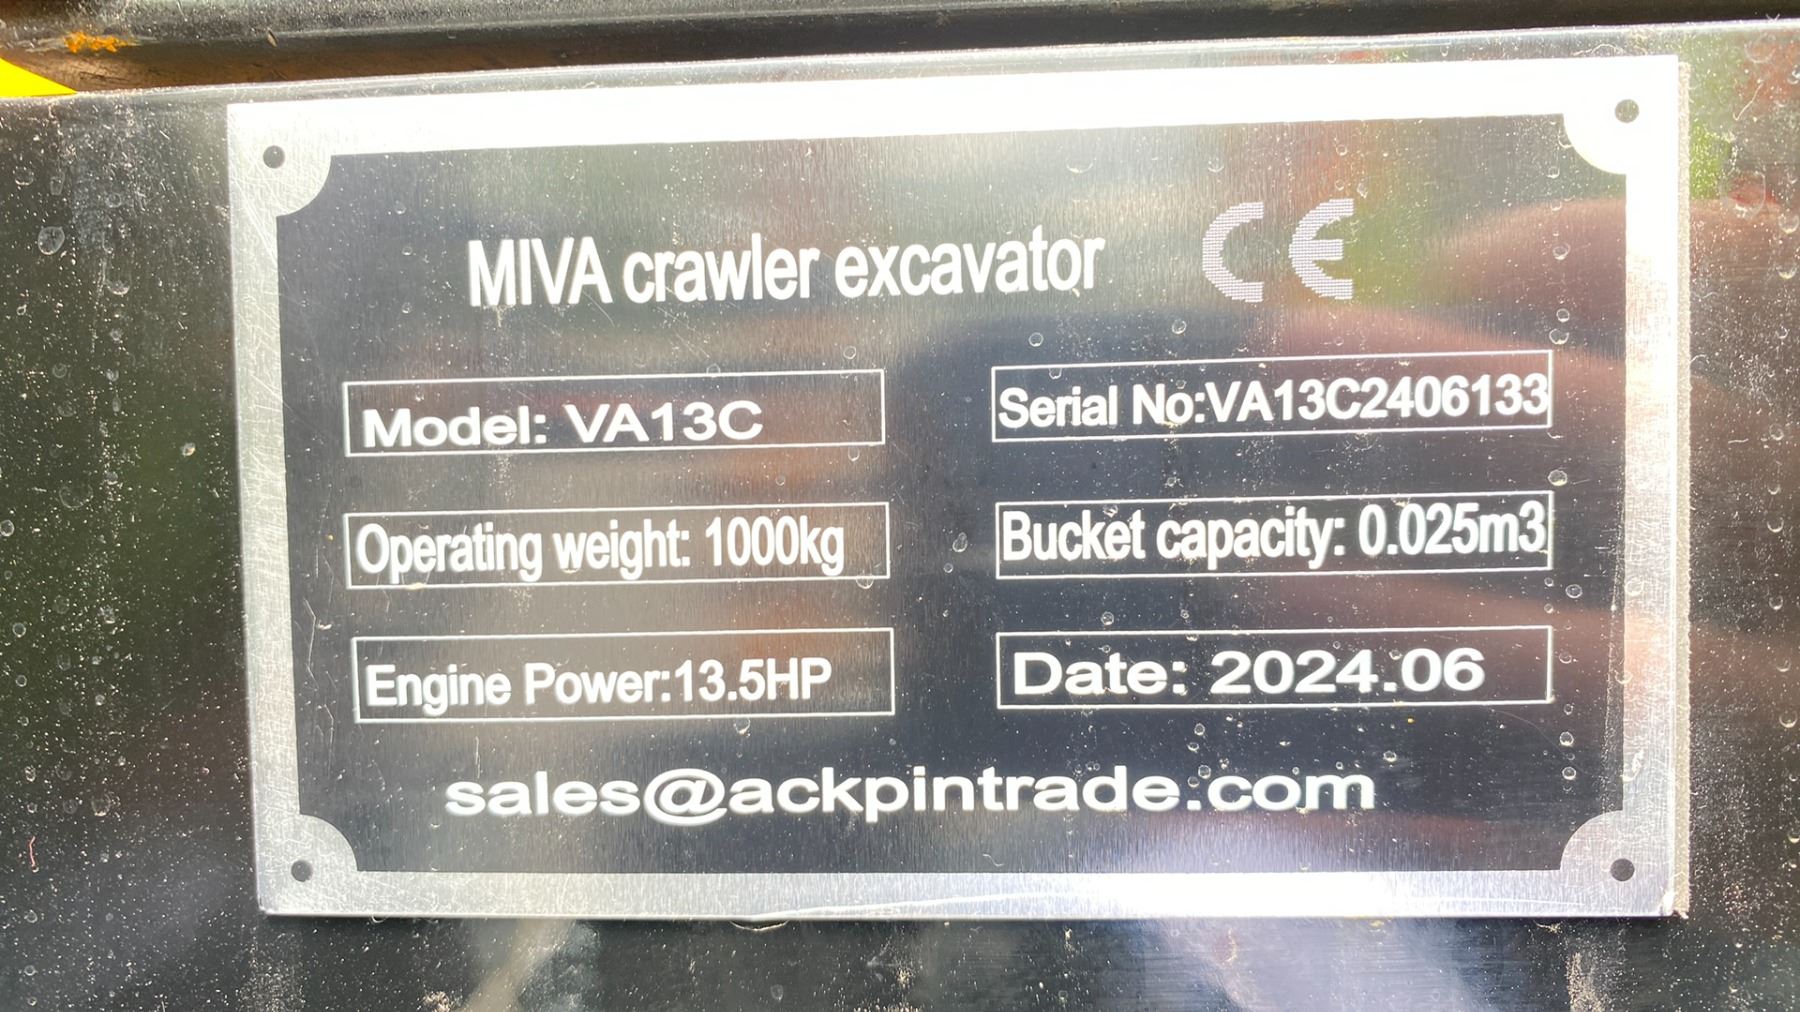 MIVA crawler excavator CE
Model: VA13C
Serial No:VA13C2406133
Operating weight: 1000kg
Bucket capacity: 0.025m3
Engine Power:13.5HP
Date: 2024.06
sales@ackpintrade.com